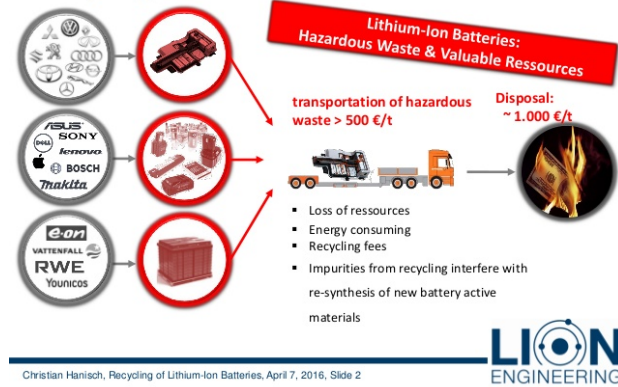 Lithium-Ion Batteries:
Hazardous Waste & Valuable Ressources
transportation of hazardous
waste > 500 €/t
Disposal:
~ 1.000 €/t
ASUS
SONY
DELL
lenovo
BOSCH
makita
e·on
VATTENFALL
RWE
YOUNICOS
▪ Loss of ressources
▪ Energy consuming
▪ Recycling fees
▪ Impurities from recycling interfere with
re-synthesis of new battery active
materials
Christian Hanisch, Recycling of Lithium-Ion Batteries, April 7, 2016, Slide 2
LION
ENGINEERING